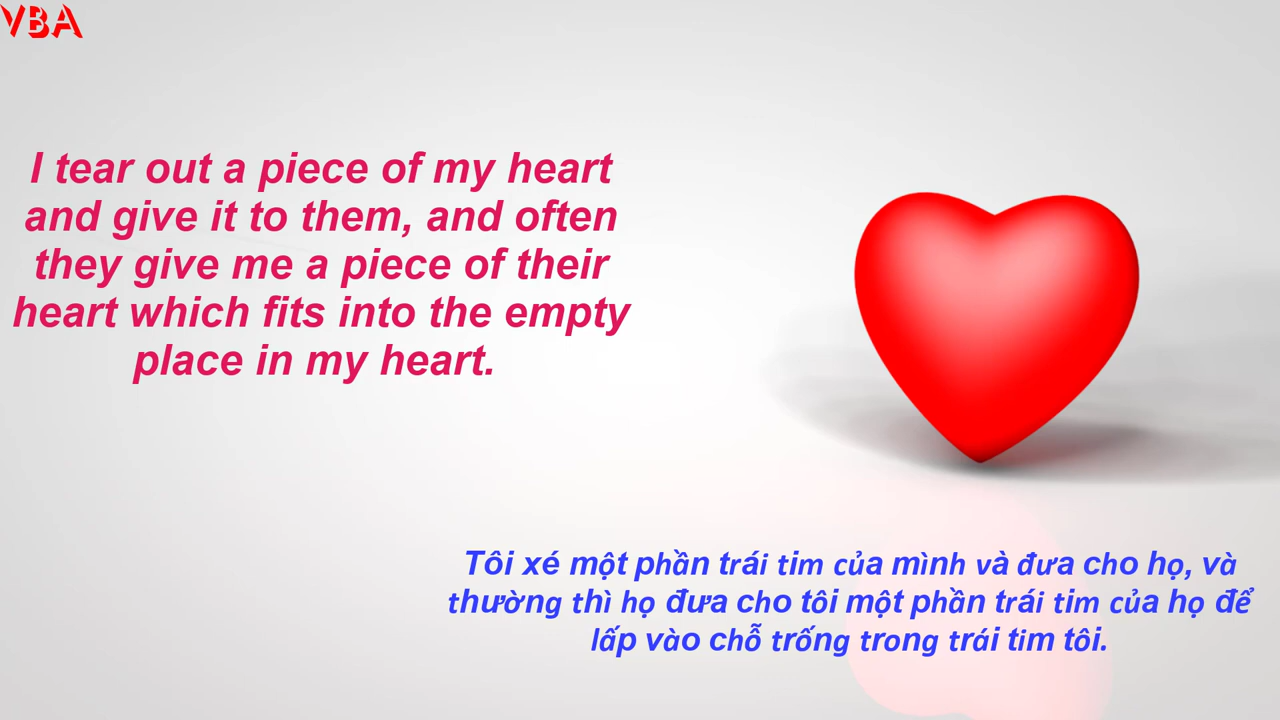 VBA
I tear out a piece of my heart
and give it to them, and often
they give me a piece of their
heart which fits into the empty
place in my heart.
Tôi xé một phần trái tim của mình và đưa cho họ, và
thường thì họ đưa cho tôi một phần trái tim của họ để
lấp vào chỗ trống trong trái tim tôi.